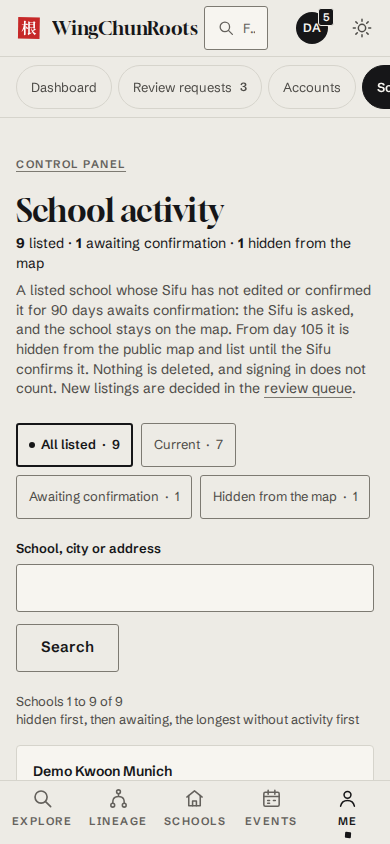 根 WingChunRoots F.. DA 5
Dashboard Review requests 3 Accounts
CONTROL PANEL
School activity
9 listed · 1 awaiting confirmation · 1 hidden from the
map
A listed school whose Sifu has not edited or confirmed
it for 90 days awaits confirmation: the Sifu is asked,
and the school stays on the map. From day 105 it is
hidden from the public map and list until the Sifu
confirms it. Nothing is deleted, and signing in does not
count. New listings are decided in the review queue.
All listed · 9 Current · 7
Awaiting confirmation · 1 Hidden from the map · 1
School, city or address
Search
Schools 1 to 9 of 9
hidden first, then awaiting, the longest without activity first
Demo Kwoon Munich
EXPLORE LINEAGE SCHOOLS EVENTS ME